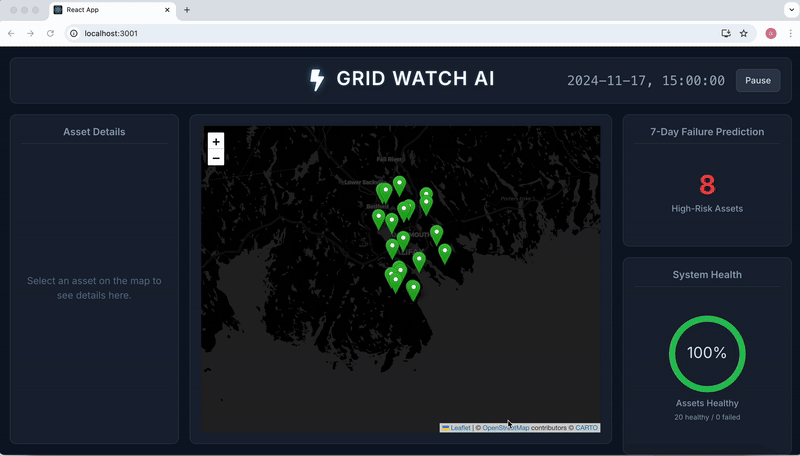 React App
localhost:3001
GRID WATCH AI
2024-11-17, 15:00:00
Pause
Asset Details
Select an asset on the map to
see details here.
+
−
Fall River
Lower Sackville
Bedford
Leaflet | © OpenStreetMap contributors © CARTO
7-Day Failure Prediction
8
High-Risk Assets
System Health
100%
Assets Healthy
20 healthy / 0 failed